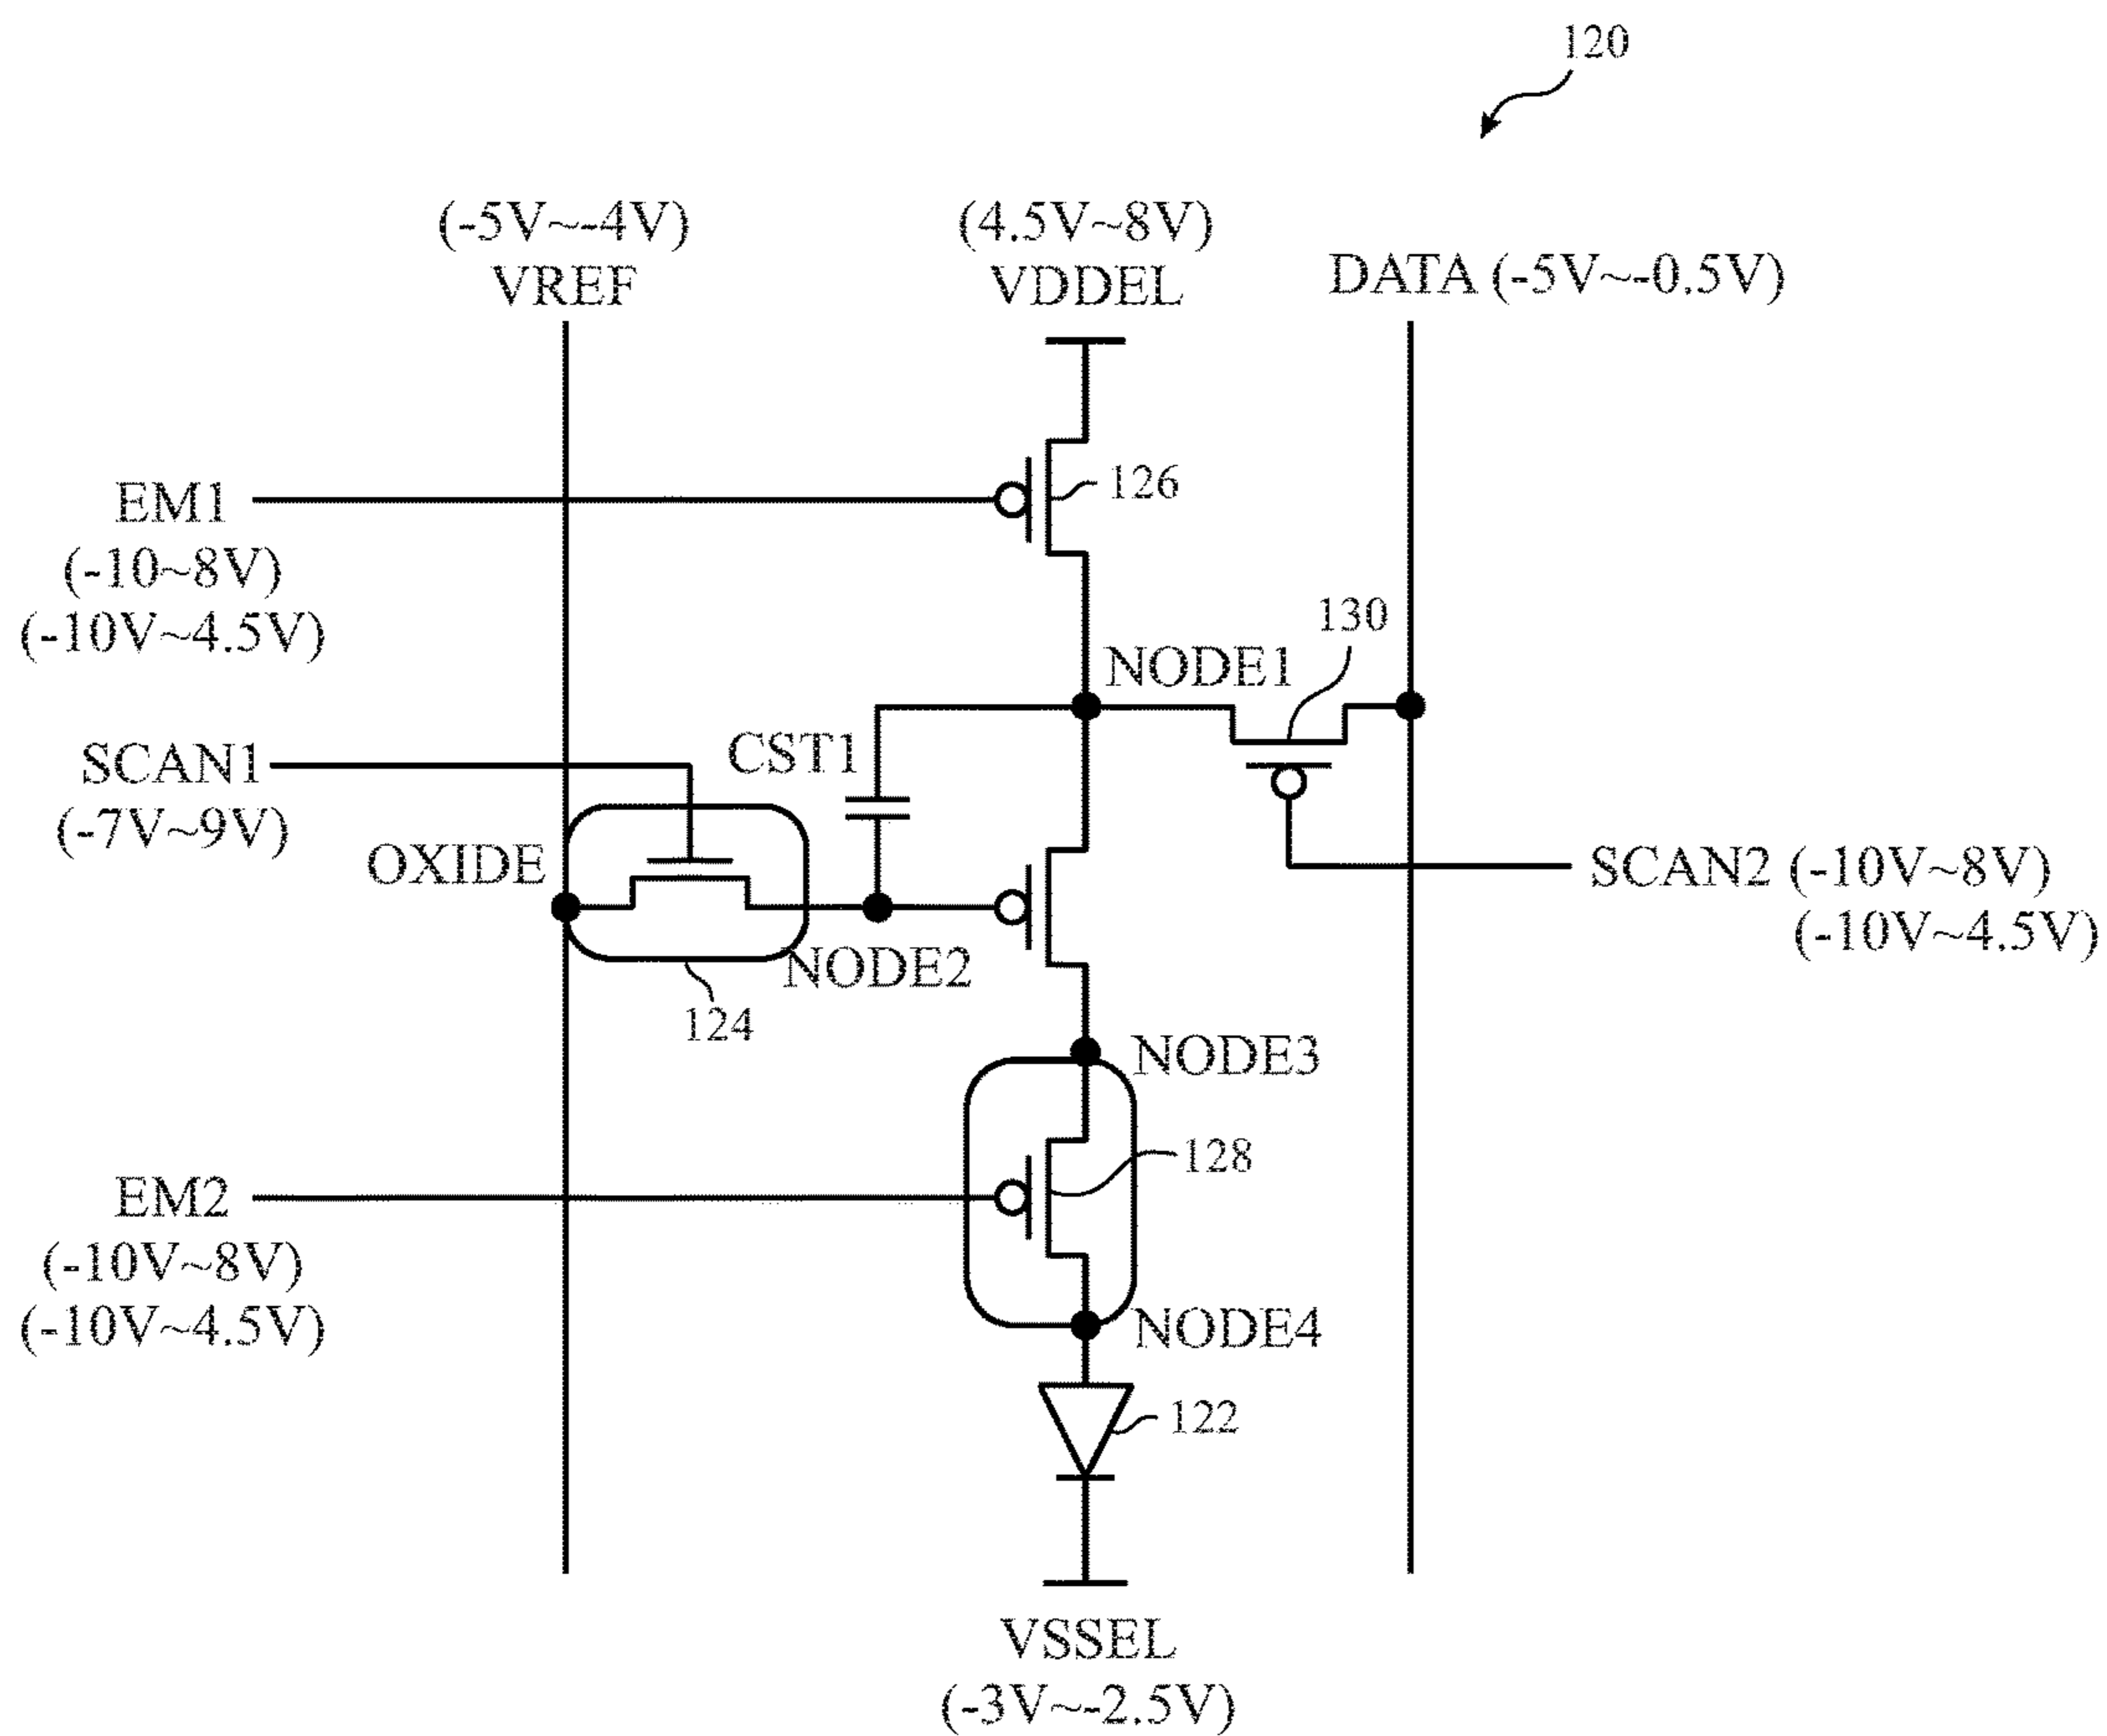 120
(-5V~-4V)
VREF
(4.5V~8V)
VDDEL
DATA (-5V~-0.5V)
EM1
(-10~8V)
(-10V~4.5V)
126
130
NODE1
SCAN1
(-7V~9V)
CST1
OXIDE
SCAN2 (-10V~8V)
(-10V~4.5V)
NODE2
124
NODE3
128
EM2
(-10V~8V)
(-10V~4.5V)
NODE4
122
VSSEL
(-3V~-2.5V)